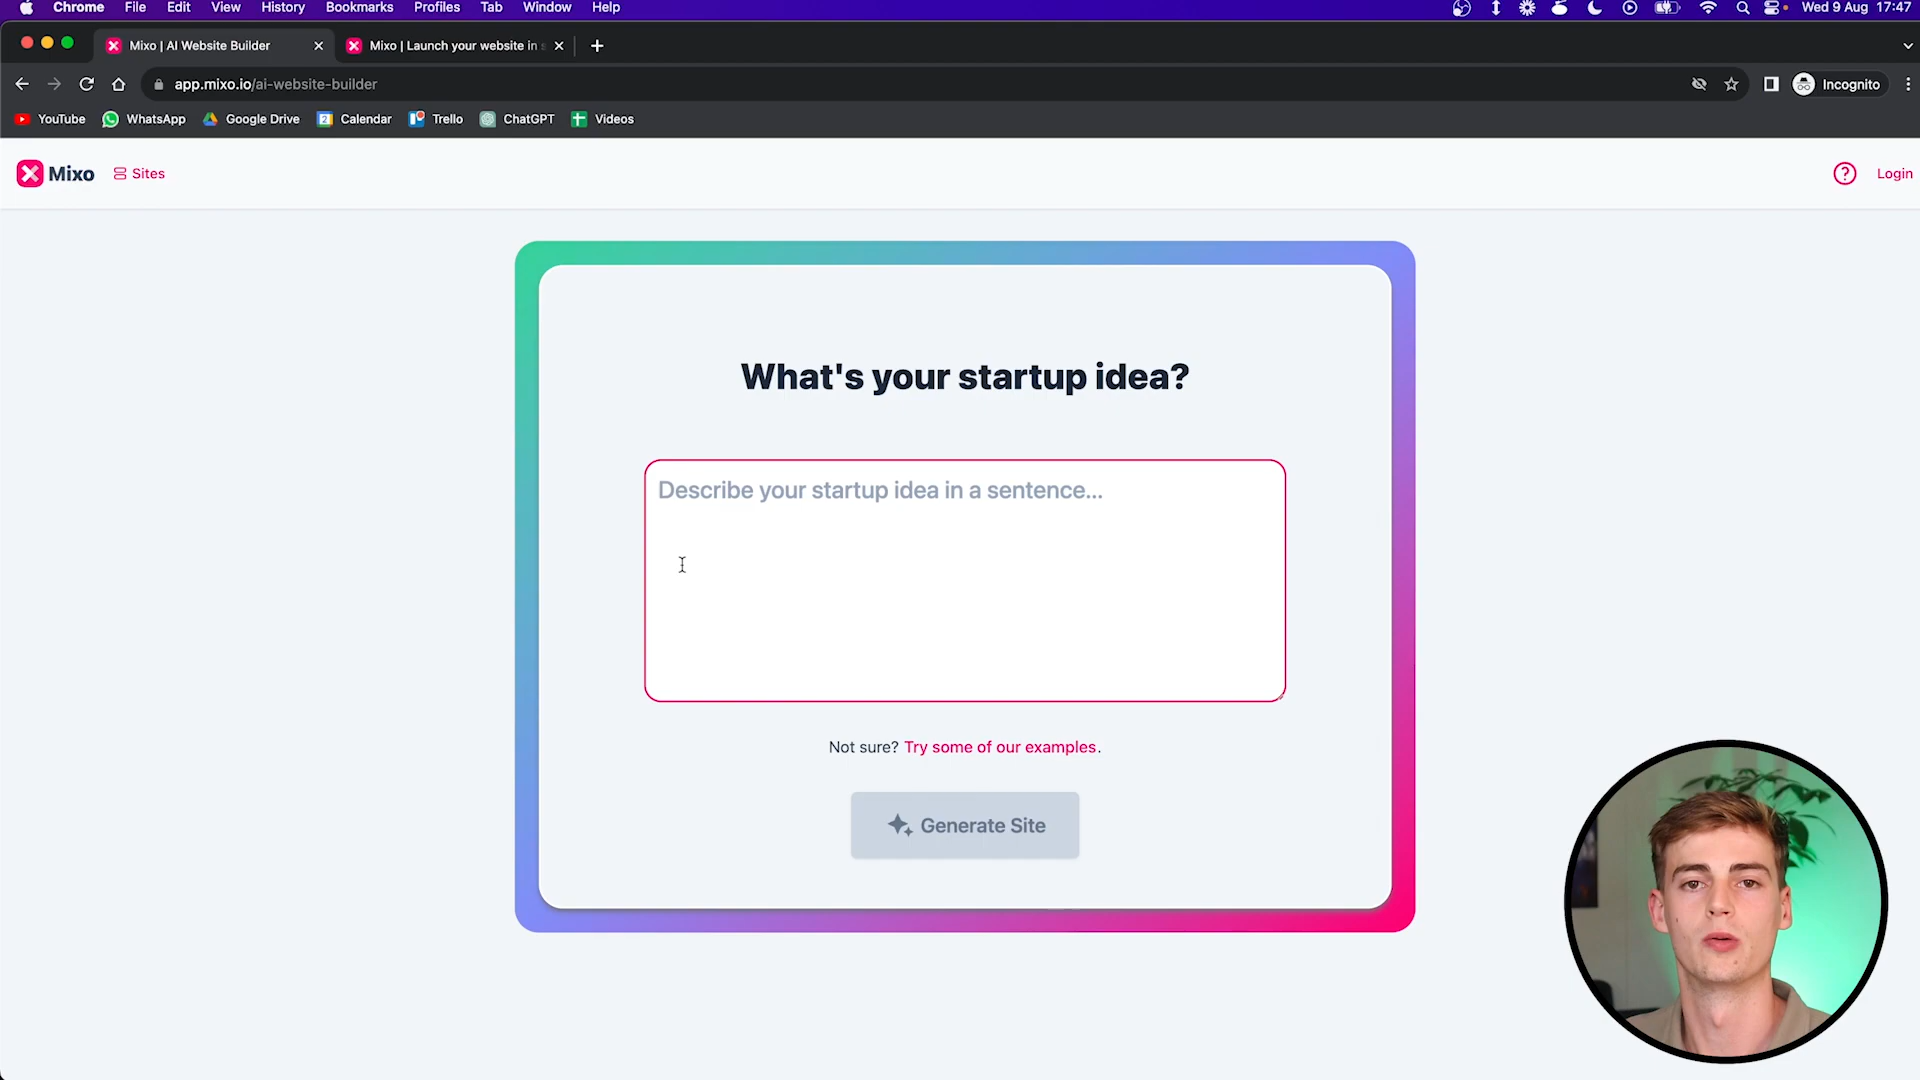 Chrome File Edit View History Bookmarks Profiles Tab Window Help Wed 9 Aug 17:47
Mixo | AI Website Builder Mixo | Launch your website in s
app.mixo.io/ai-website-builder Incognito
YouTube WhatsApp Google Drive 2 Calendar Trello ChatGPT Videos
Mixo Sites ? Login
What's your startup idea?
Describe your startup idea in a sentence...
Not sure? Try some of our examples.
Generate Site